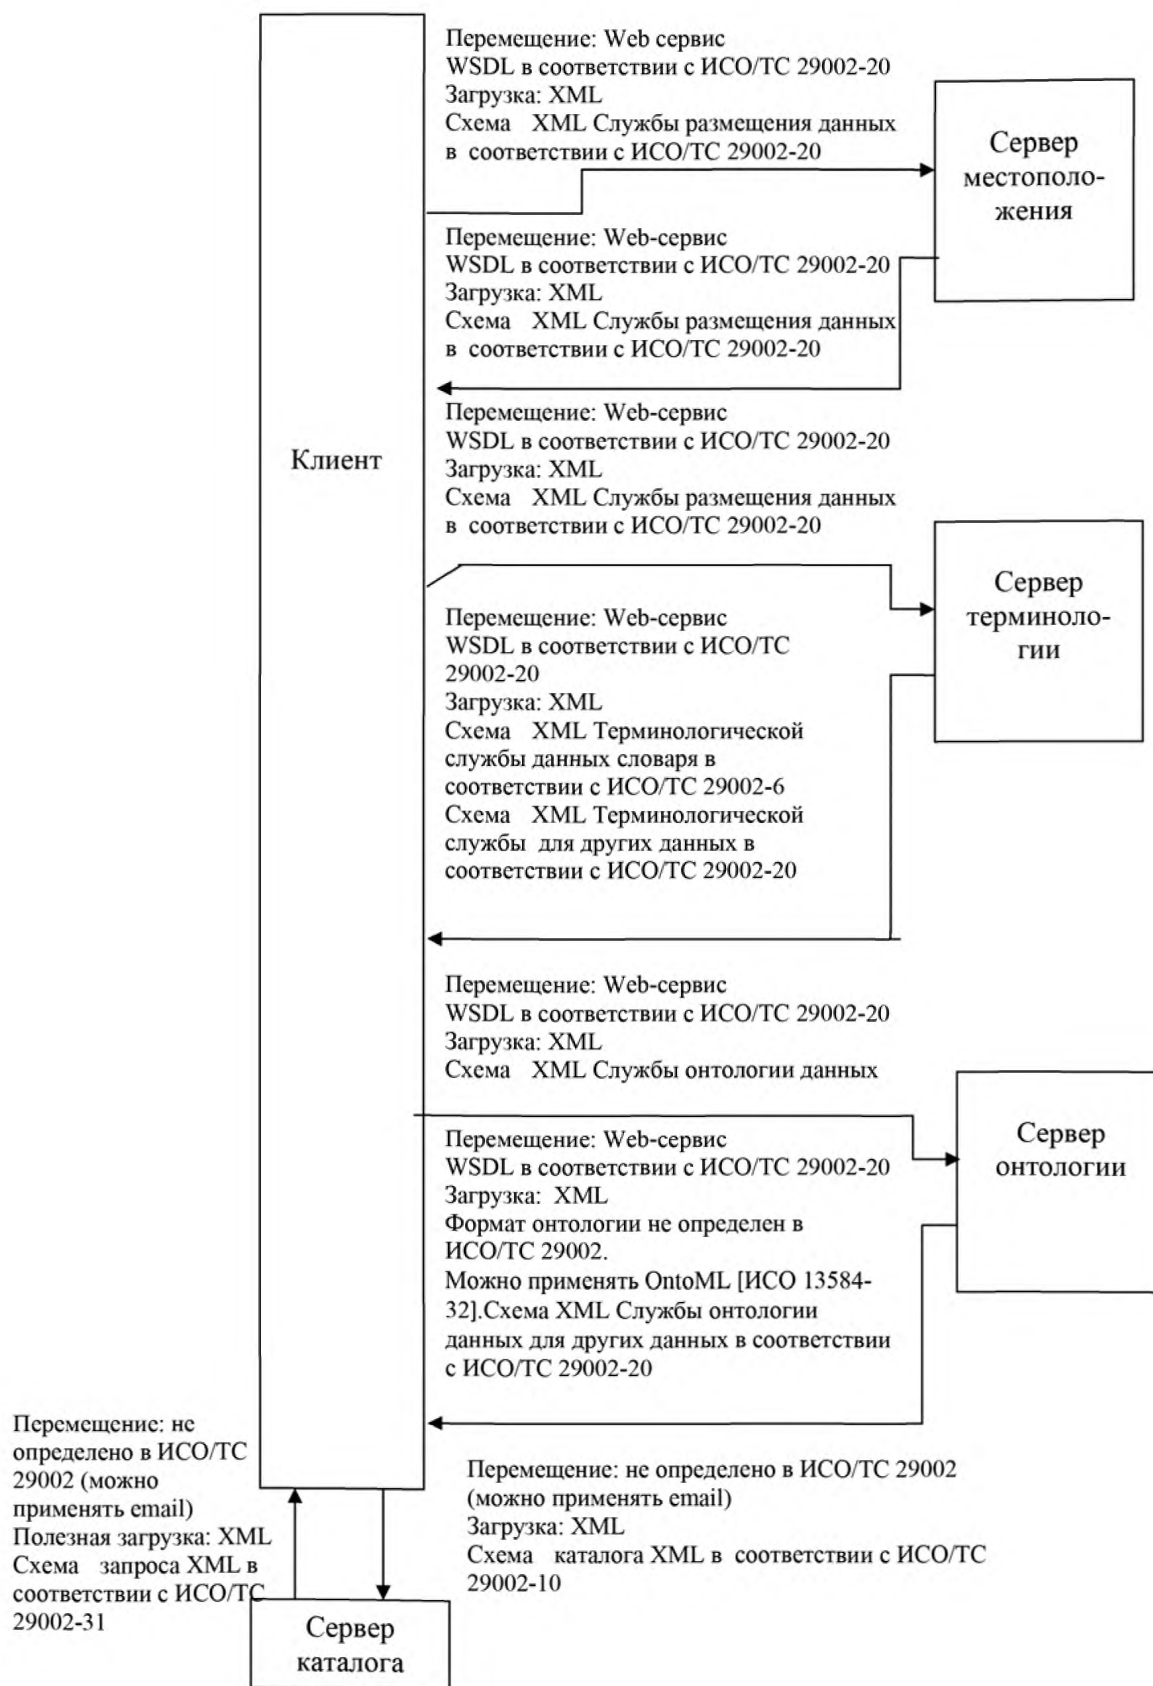 Перемещение: Web сервис
WSDL в соответствии с ИСО/ТС 29002-20
Загрузка: XML
Схема XML Службы размещения данных
в соответствии с ИСО/ТС 29002-20
Сервер
местополо-
жения
Перемещение: Web-сервис
WSDL в соответствии с ИСО/ТС 29002-20
Загрузка: XML
Схема XML Службы размещения данных
в соответствии с ИСО/ТС 29002-20
Клиент
Перемещение: Web-сервис
WSDL в соответствии с ИСО/ТС 29002-20
Загрузка: XML
Схема XML Службы размещения данных
в соответствии с ИСО/ТС 29002-20
Сервер
терминоло-
гии
Перемещение: Web-сервис
WSDL в соответствии с ИСО/ТС
29002-20
Загрузка: XML
Схема XML Терминологической
службы данных словаря в
соответствии с ИСО/ТС 29002-6
Схема XML Терминологической
службы для других данных в
соответствии с ИСО/ТС 29002-20
Перемещение: Web-сервис
WSDL в соответствии с ИСО/ТС 29002-20
Загрузка: XML
Схема XML Службы онтологии данных
Сервер
онтологии
Перемещение: Web-сервис
WSDL в соответствии с ИСО/ТС 29002-20
Загрузка: XML
Формат онтологии не определен в
ИСО/ТС 29002.
Можно применять OntoML [ИСО 13584-
32].Схема XML Службы онтологии
данных для других данных в соответствии
с ИСО/ТС 29002-20
Перемещение: не
определено в ИСО/ТС
29002 (можно
применять email)
Полезная загрузка: XML
Схема запроса XML в
соответствии с ИСО/ТС
29002-31
Перемещение: не определено в ИСО/ТС 29002
(можно применять email)
Загрузка: XML
Схема каталога XML в соответствии с ИСО/ТС
29002-10
Сервер
каталога